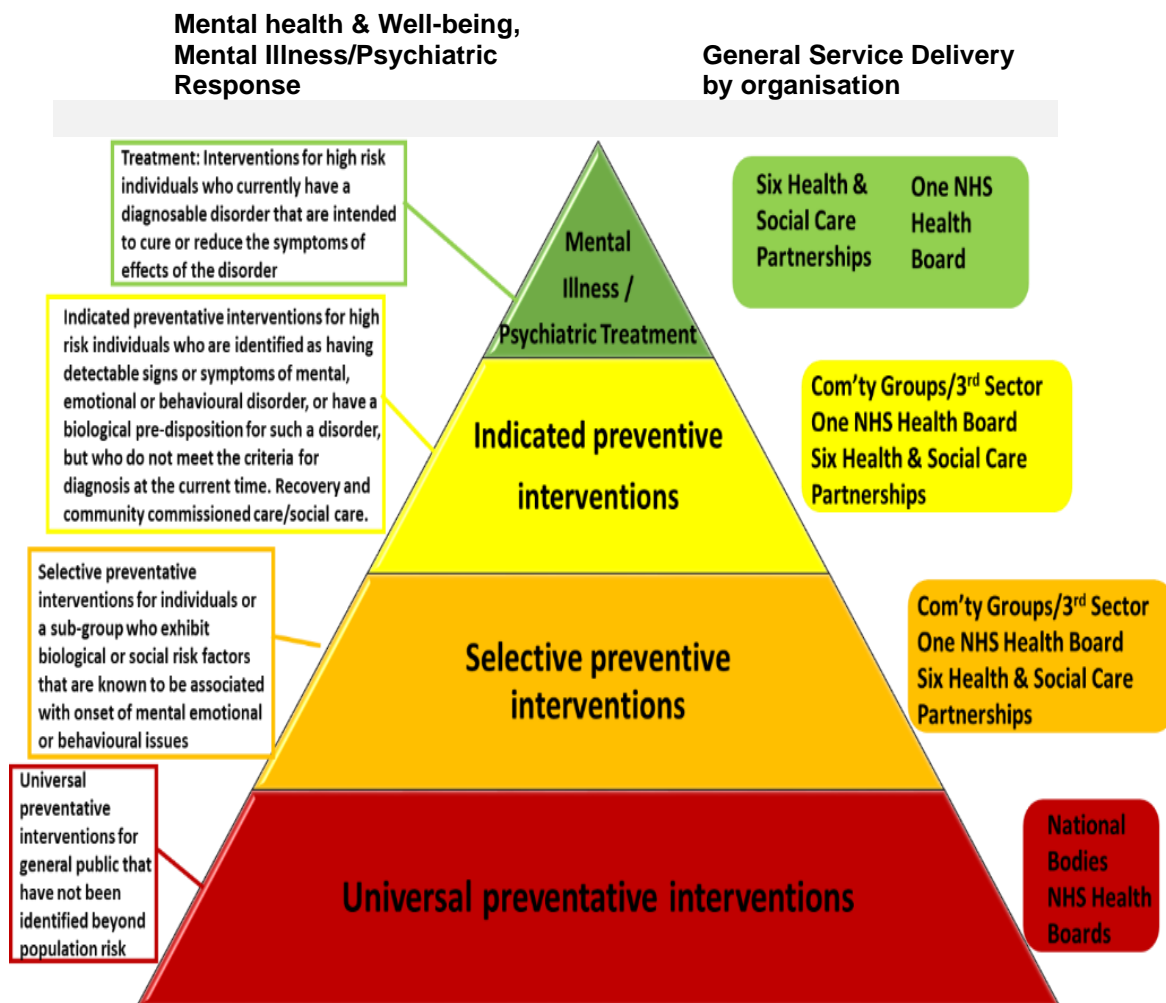 Mental health & Well-being,
Mental Illness/Psychiatric
Response
General Service Delivery
by organisation
Treatment: Interventions for high risk
individuals who currently have a
diagnosable disorder that are intended
to cure or reduce the symptoms of
effects of the disorder
Mental
Illness /
Psychiatric Treatment
Six Health &
Social Care
Partnerships
One NHS
Health
Board
Indicated preventative interventions for high
risk individuals who are identified as having
detectable signs or symptoms of mental,
emotional or behavioural disorder, or have a
biological pre-disposition for such a disorder,
but who do not meet the criteria for
diagnosis at the current time. Recovery and
community commissioned care/social care.
Indicated preventive
interventions
Com'ty Groups/3rd Sector
One NHS Health Board
Six Health & Social Care
Partnerships
Selective preventative
interventions for individuals or
a sub-group who exhibit
biological or social risk factors
that are known to be associated
with onset of mental emotional
or behavioural issues
Selective preventive
interventions
Com'ty Groups/3rd Sector
One NHS Health Board
Six Health & Social Care
Partnerships
Universal
preventative
interventions for
general public that
have not been
identified beyond
population risk
Universal preventative interventions
National
Bodies
NHS Health
Boards